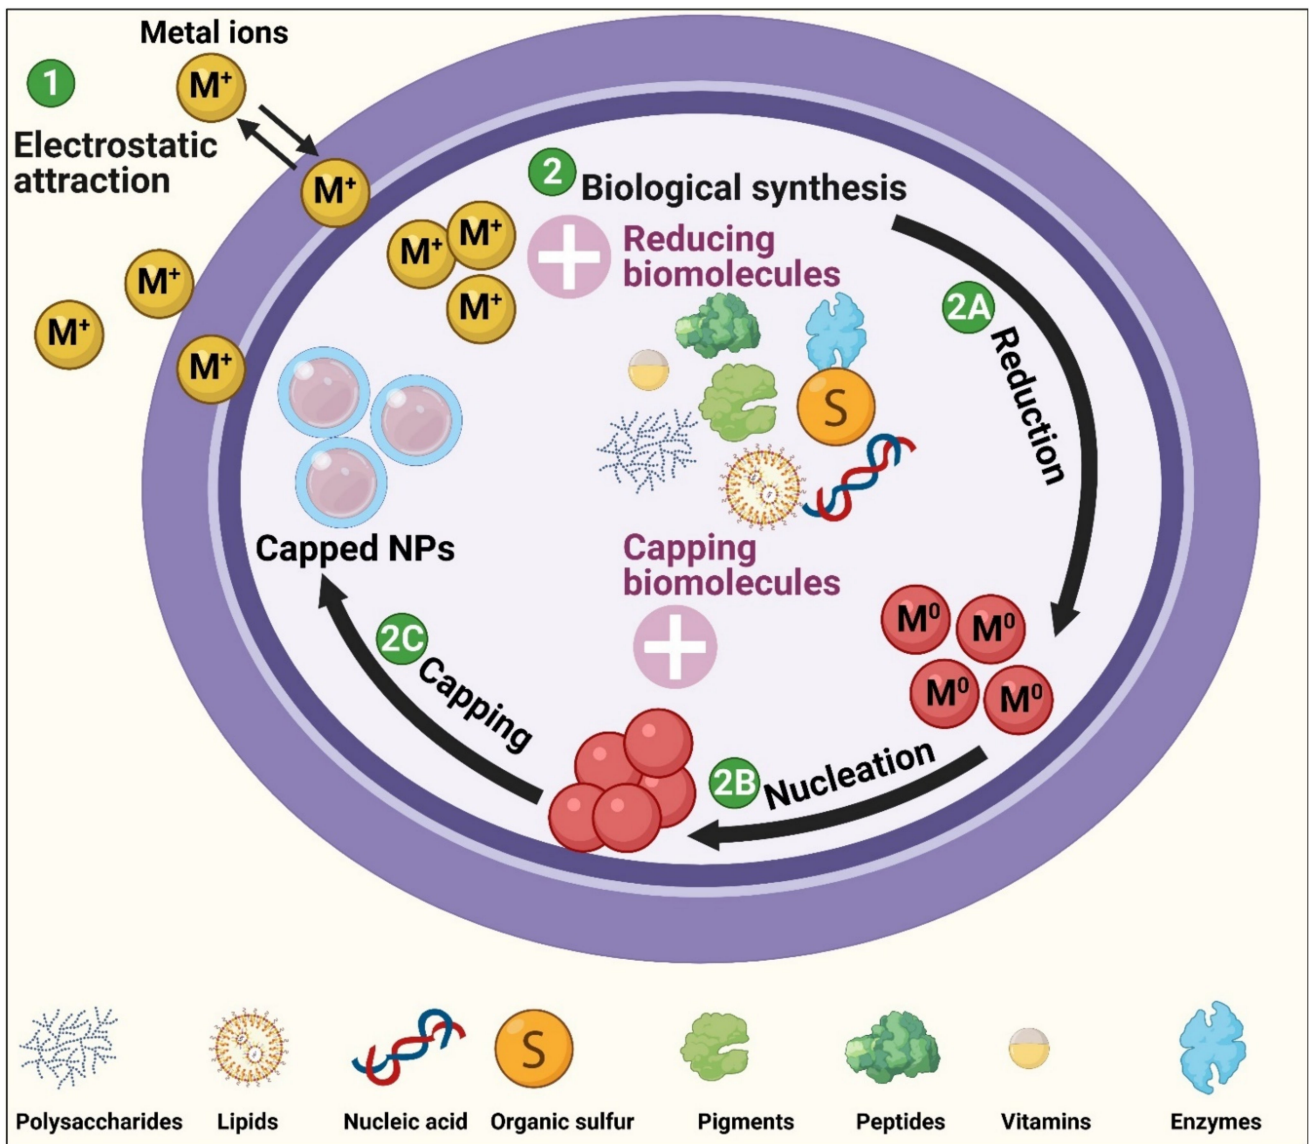 Metal ions
1
M⁺
Electrostatic
attraction
M⁺
2
Biological synthesis
M⁺
M⁺
M⁺
Reducing
biomolecules
M⁺
M⁺
M⁺
2A
Reduction
S
Capped NPs
Capping
biomolecules
2C
Capping
M⁰
M⁰
M⁰
M⁰
2B
Nucleation
S
Polysaccharides
Lipids
Nucleic acid
Organic sulfur
Pigments
Peptides
Vitamins
Enzymes